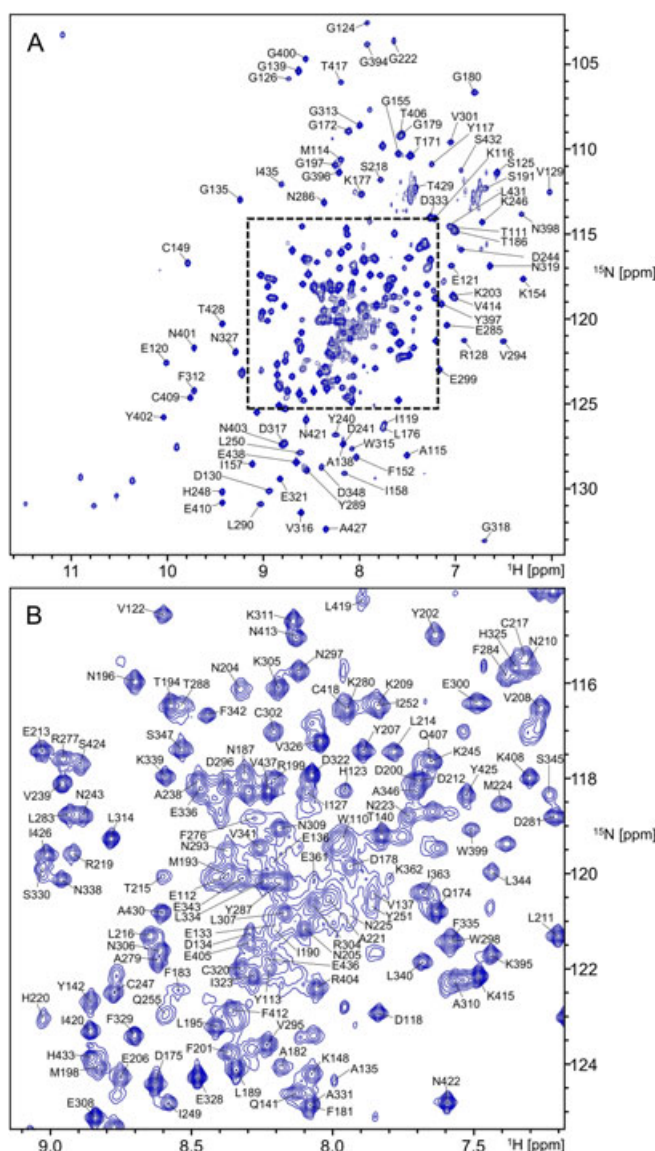 A
G124
G400
G139
G126
T417
G394
G222
G180
G155
T406
G179
V301
Y117
S432
K116
G313
G172
T171
M114
G197
G396
S218
K177
S125
S191
V129
I435
T429
L431
K246
G135
N286
D333
N398
T111
T186
C149
D244
E121
N319
K203
K154
V414
T428
Y397
E285
N401
N327
R128
V294
E120
E299
F312
C409
Y402
N403
D317
N421
Y240
D241
I119
L176
L250
E438
A138
W315
A115
I157
F152
D130
E321
D348
I158
H248
Y289
E410
L290
V316
A427
G318
105
110
115
15N [ppm]
120
125
130
11
10
9
8
7
1H [ppm]
B
V122
K311
N413
L419
Y202
C217
H325
N210
F284
N196
T194
T288
N204
K305
N297
K280
K209
E300
C418
I252
V208
F342
C302
E213
R277
S424
S347
V326
Y207
L214
Q407
K245
K339
D296
N187
V437
R199
D322
H123
D200
D212
Y425
K408
S345
V239
A238
I127
A346
M224
L283
N243
E336
N223
D281
L314
F276
V341
N309
W110
T140
E136
W399
I426
R219
N293
M193
E361
D178
K362
I363
L344
S330
N338
T215
E112
E343
L334
Y287
L307
V137
Y251
Q174
A430
N225
A221
F335
L211
L216
E133
D134
E405
I190
R304
N205
W298
N306
A279
E436
K395
C320
I323
R404
L340
F183
C247
Q255
Y113
A310
K415
Y142
H220
F412
D118
I420
F329
L195
V295
H433
M198
F201
A182
K148
A135
E206
D175
L189
Q141
A331
N422
E308
I249
E328
F181
116
118
15N [ppm]
120
122
124
9.0
8.5
8.0
7.5
1H [ppm]